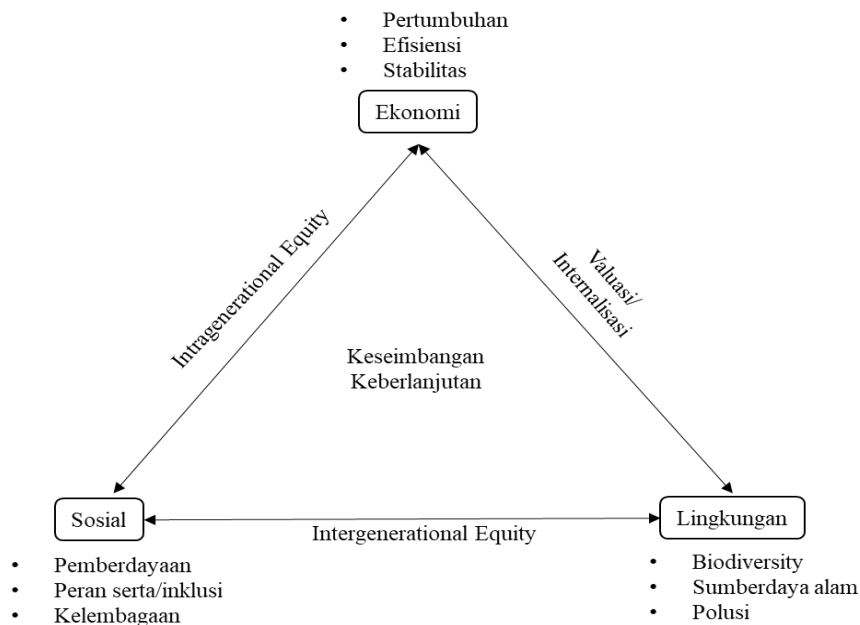 • Pertumbuhan
• Efisiensi
• Stabilitas
Ekonomi
Intragenerational Equity
Valuasi/
Internalisasi
Keseimbangan
Keberlanjutan
Sosial
Intergenerational Equity
Lingkungan
• Pemberdayaan
• Peran serta/inklusi
• Kelembagaan
• Biodiversity
• Sumberdaya alam
• Polusi